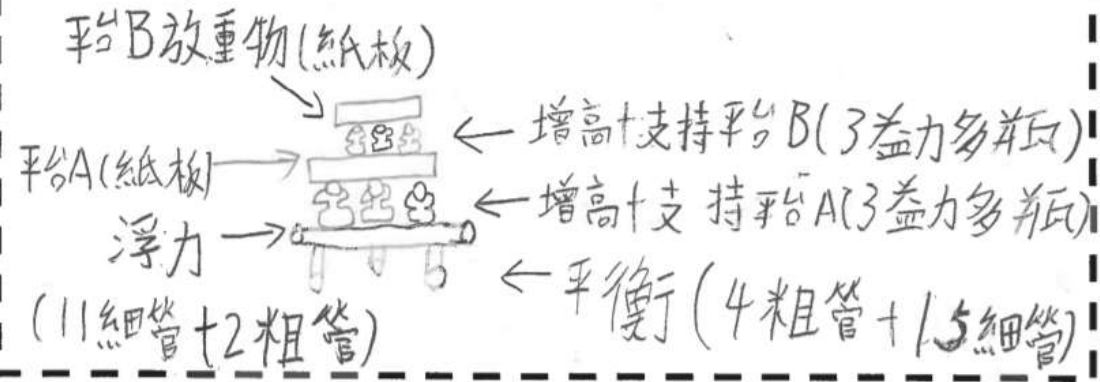 平台B放重物(紙板)
增高+支持平台B(3益力多瓶)
平台A(紙板)
增高+支持平台A(3益力多瓶)
浮力
(11細管+2粗管)
平衡(4粗管+1.5細管)